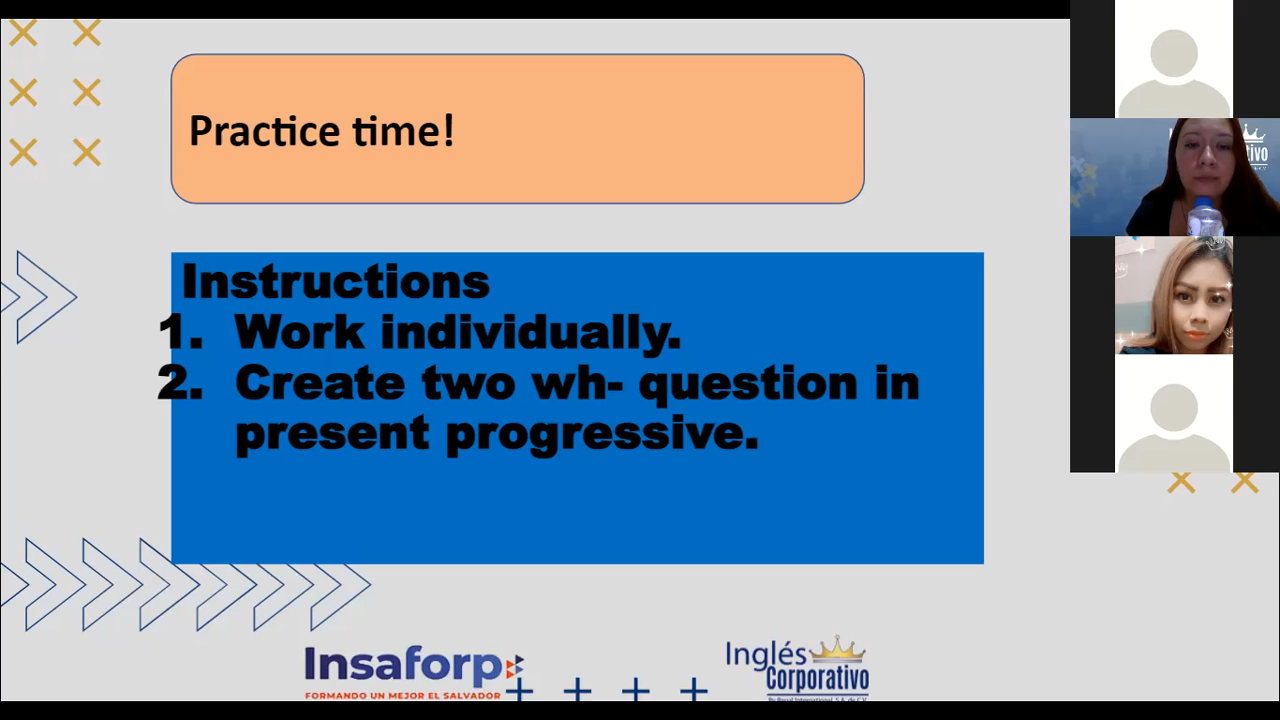 Practice time!
Instructions
1. Work individually.
2. Create two wh- question in
present progressive.
Insaforp
FORMANDO UN MEJOR EL SALVADOR
Inglés
Corporativo
tivo